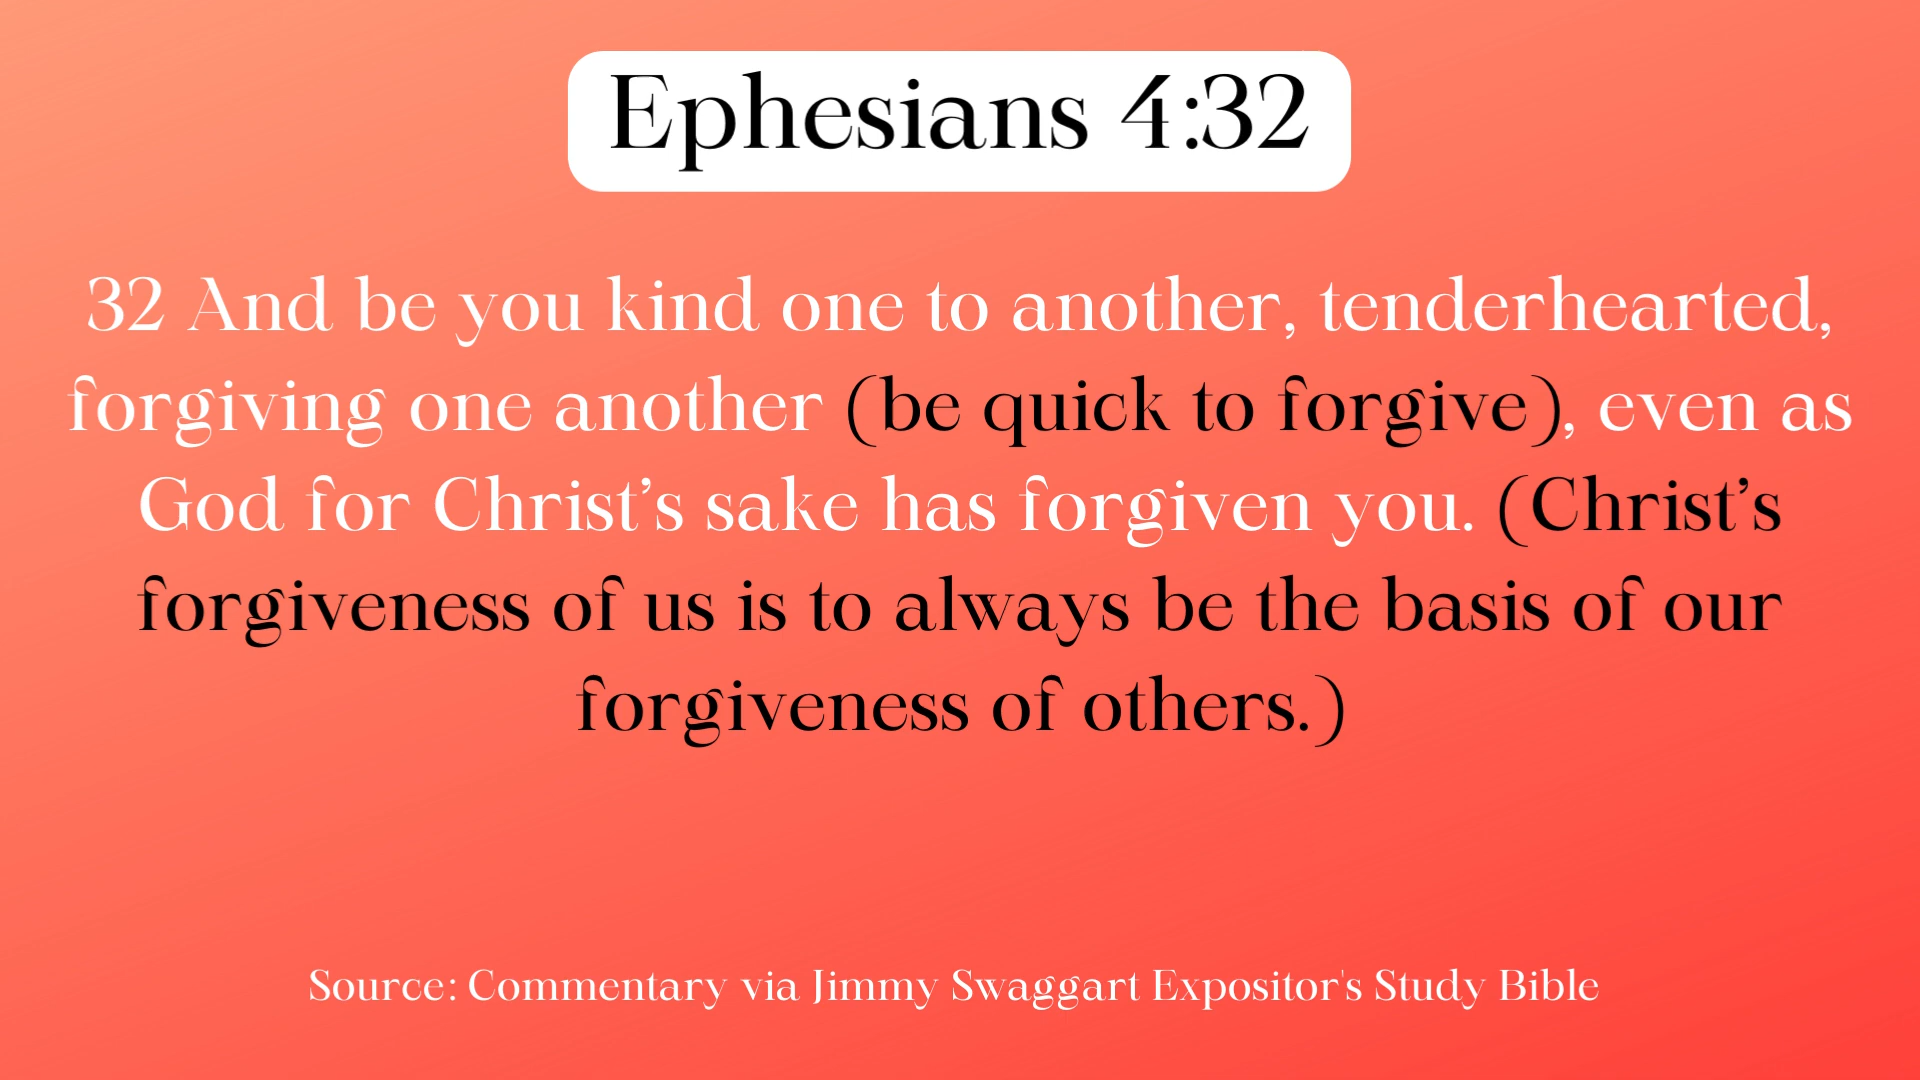 Ephesians 4:32
32 And be you kind one to another, tenderhearted,
forgiving one another (be quick to forgive), even as
God for Christ’s sake has forgiven you. (Christ’s
forgiveness of us is to always be the basis of our
forgiveness of others.)
Source: Commentary via Jimmy Swaggart Expositor's Study Bible